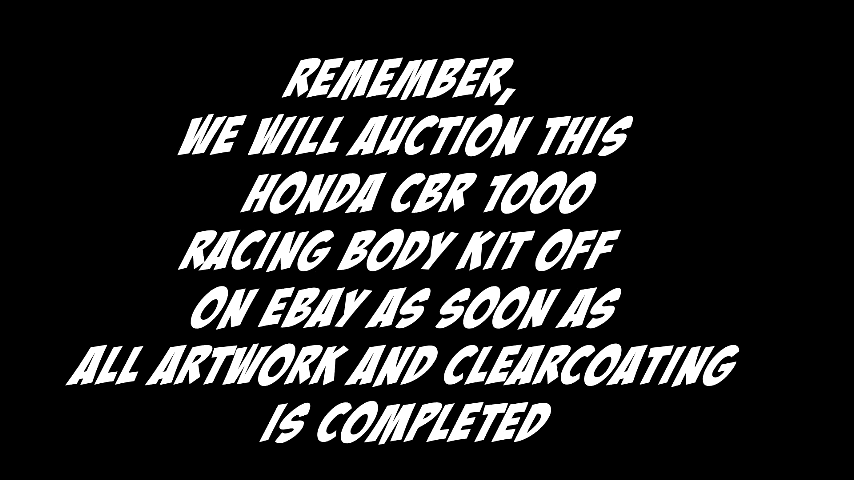 REMEMBER,
WE WILL AUCTION THIS
HONDA CBR 1000
RACING BODY KIT OFF
ON EBAY AS SOON AS
ALL ARTWORK AND CLEARCOATING
IS COMPLETED